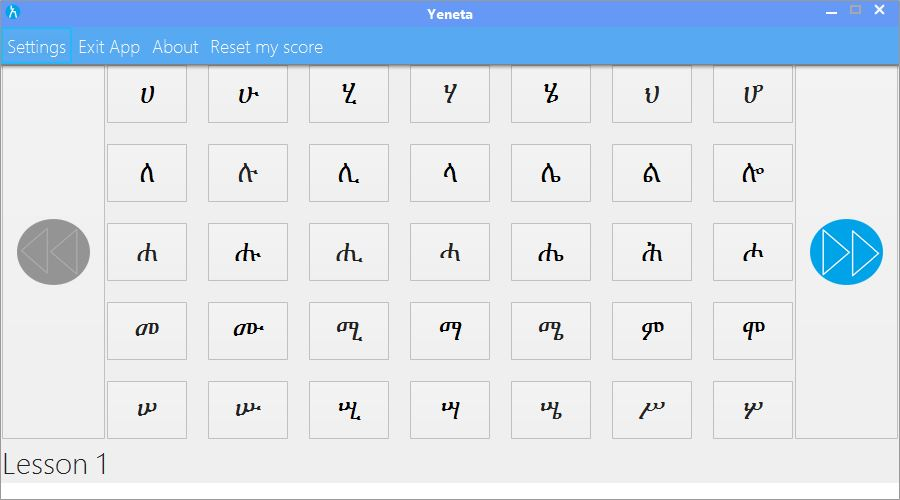 Yeneta
Settings Exit App About Reset my score
ሀ ሁ ሂ ሃ ሄ ህ ሆ
ለ ሉ ሊ ላ ሌ ል ሎ
ሐ ሑ ሒ ሓ ሔ ሕ ሖ
መ ሙ ሚ ማ ሜ ም ሞ
ሠ ሡ ሢ ሣ ሤ ሥ ሦ
Lesson 1